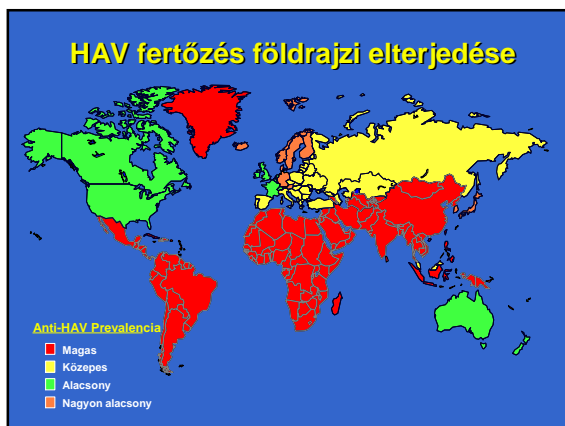 HAV fertőzés földrajzi elterjedése
Anti-HAV Prevalencia
Magas
Közepes
Alacsony
Nagyon alacsony